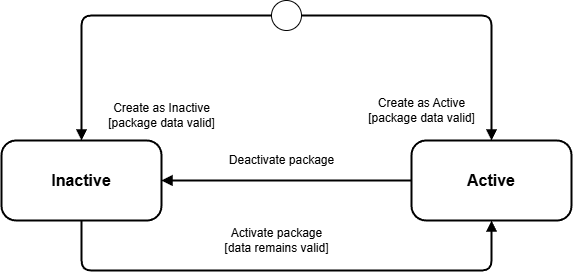 Create as Inactive
[package data valid]
Create as Active
[package data valid]
Deactivate package
Inactive
Active
Activate package
[data remains valid]